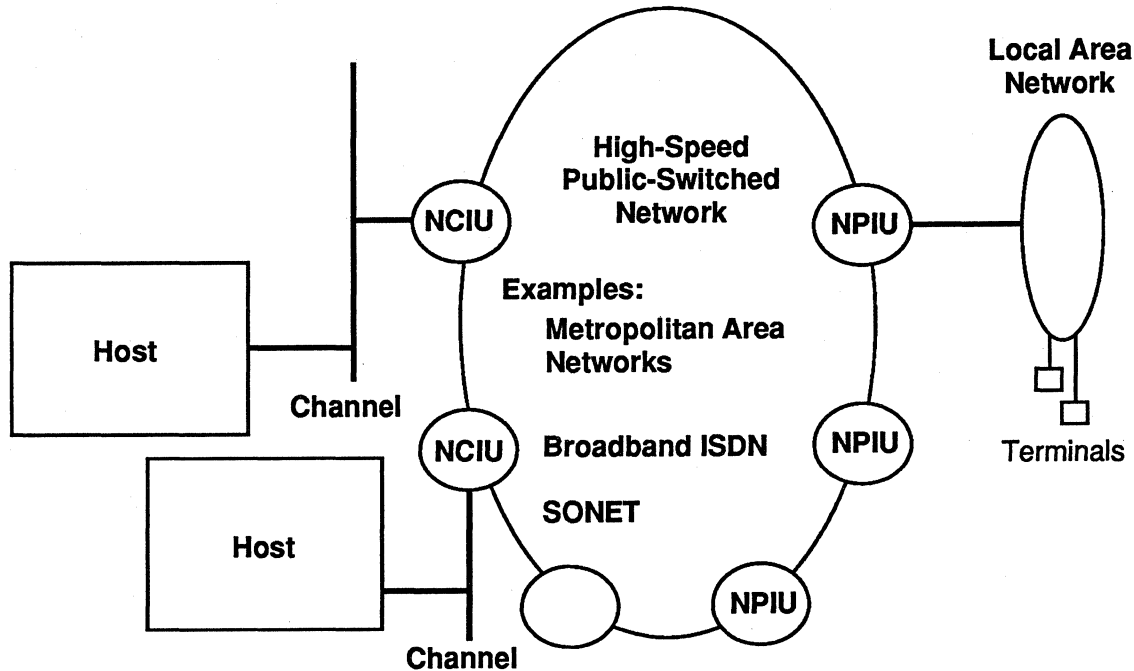 Local Area
Network
High-Speed
Public-Switched
Network
NCIU
NPIU
Examples:
Metropolitan Area
Networks
Host
Channel
NCIU
Broadband ISDN
NPIU
Terminals
SONET
Host
NPIU
Channel